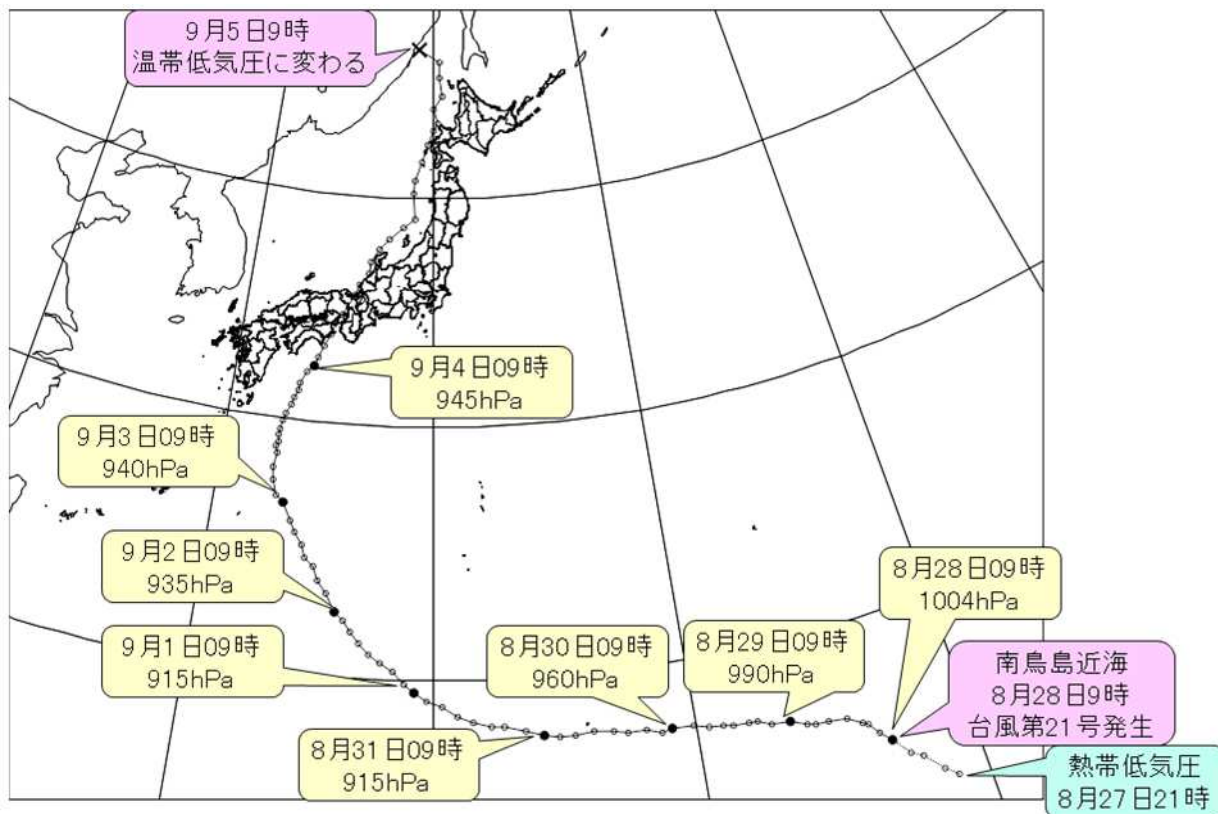 9月5日9時
温帯低気圧に変わる
9月4日09時
945hPa
9月3日09時
940hPa
9月2日09時
935hPa
9月1日09時
915hPa
8月31日09時
915hPa
8月30日09時
960hPa
8月29日09時
990hPa
8月28日09時
1004hPa
南鳥島近海
8月28日9時
台風第21号発生
熱帯低気圧
8月27日21時